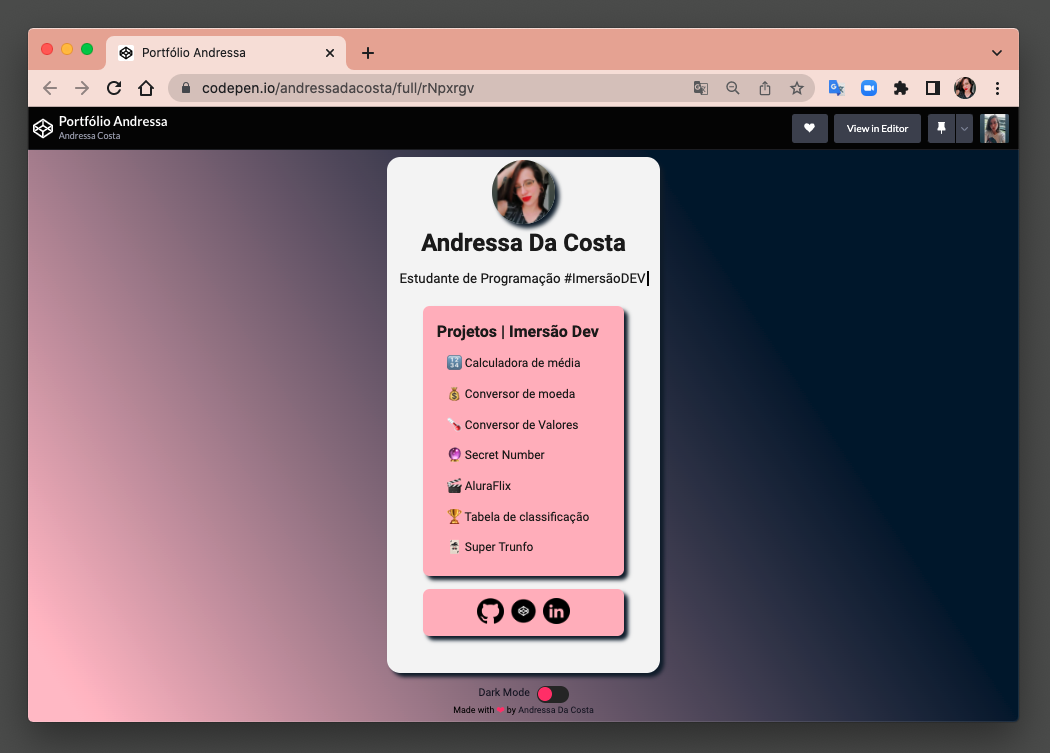 Portfólio Andressa
codepen.io/andressadacosta/full/rNpxrgv
Portfólio Andressa
Andressa Costa
View in Editor
Andressa Da Costa
Estudante de Programação #ImersãoDEV
Projetos | Imersão Dev
🔢 Calculadora de média
💰 Conversor de moeda
🌡️ Conversor de Valores
🔮 Secret Number
🎬 AluraFlix
🏆 Tabela de classificação
🃏 Super Trunfo
in
Dark Mode
Made with ❤ by Andressa Da Costa